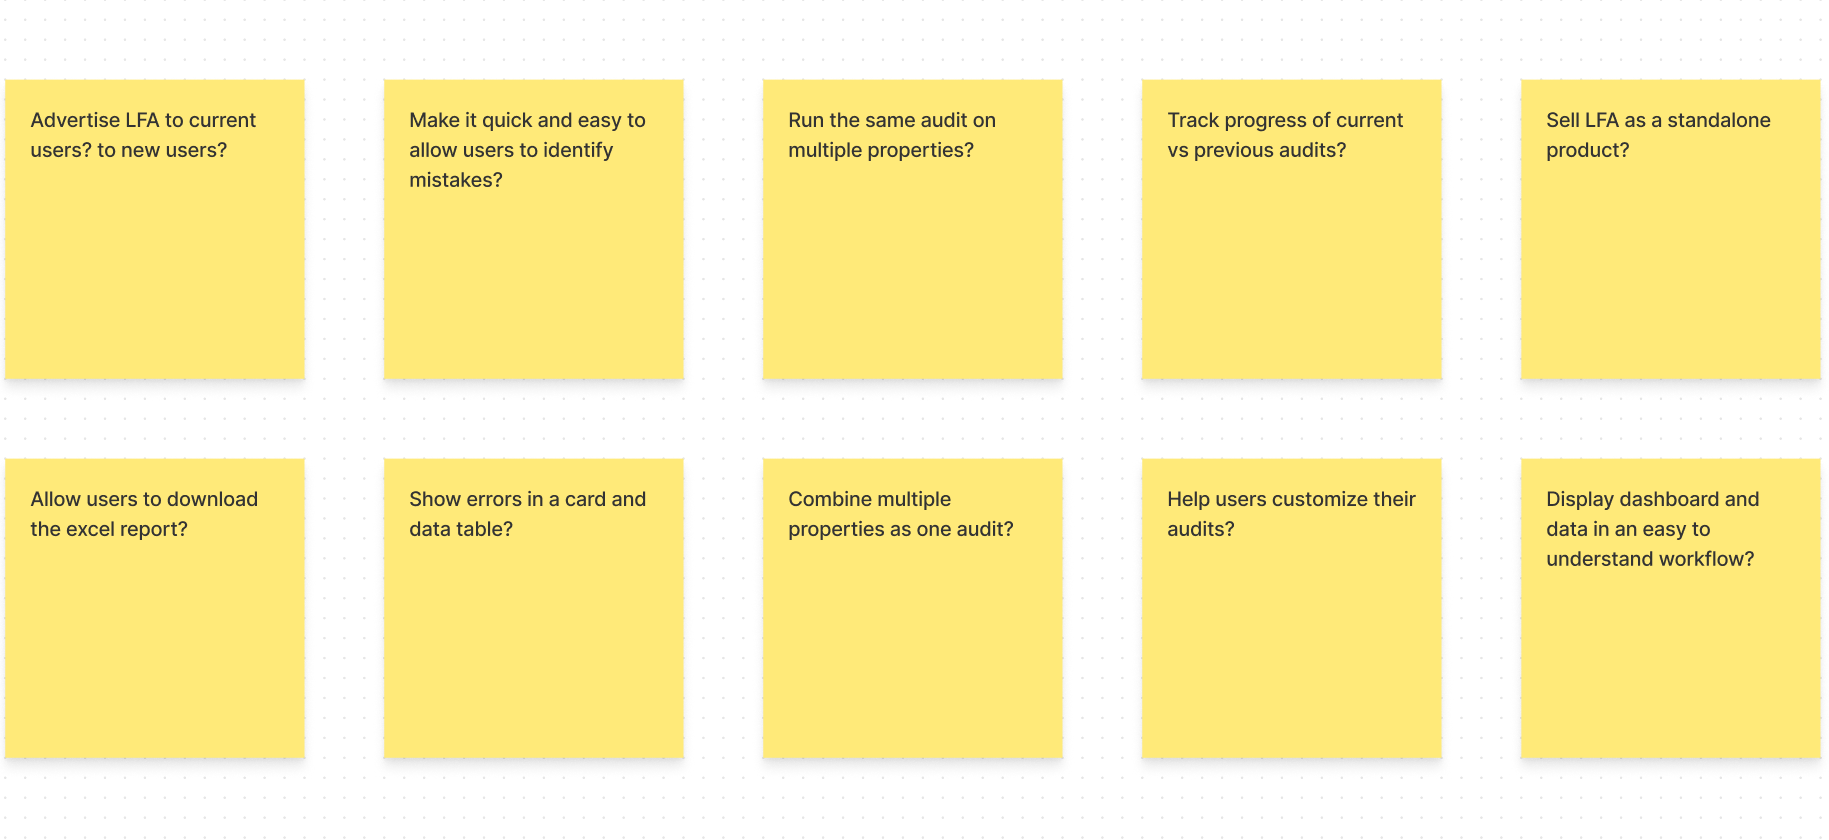 Advertise LFA to current
users? to new users?
Make it quick and easy to
allow users to identify
mistakes?
Run the same audit on
multiple properties?
Track progress of current
vs previous audits?
Sell LFA as a standalone
product?
Allow users to download
the excel report?
Show errors in a card and
data table?
Combine multiple
properties as one audit?
Help users customize their
audits?
Display dashboard and
data in an easy to
understand workflow?